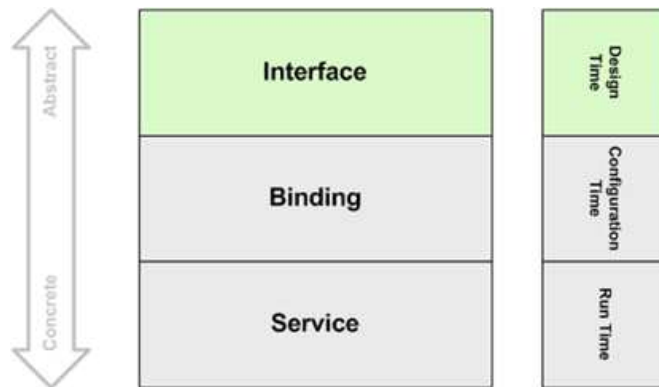 Abstract
Concrete
Interface
Binding
Service
Design
Time
Configuration
Time
Run Time